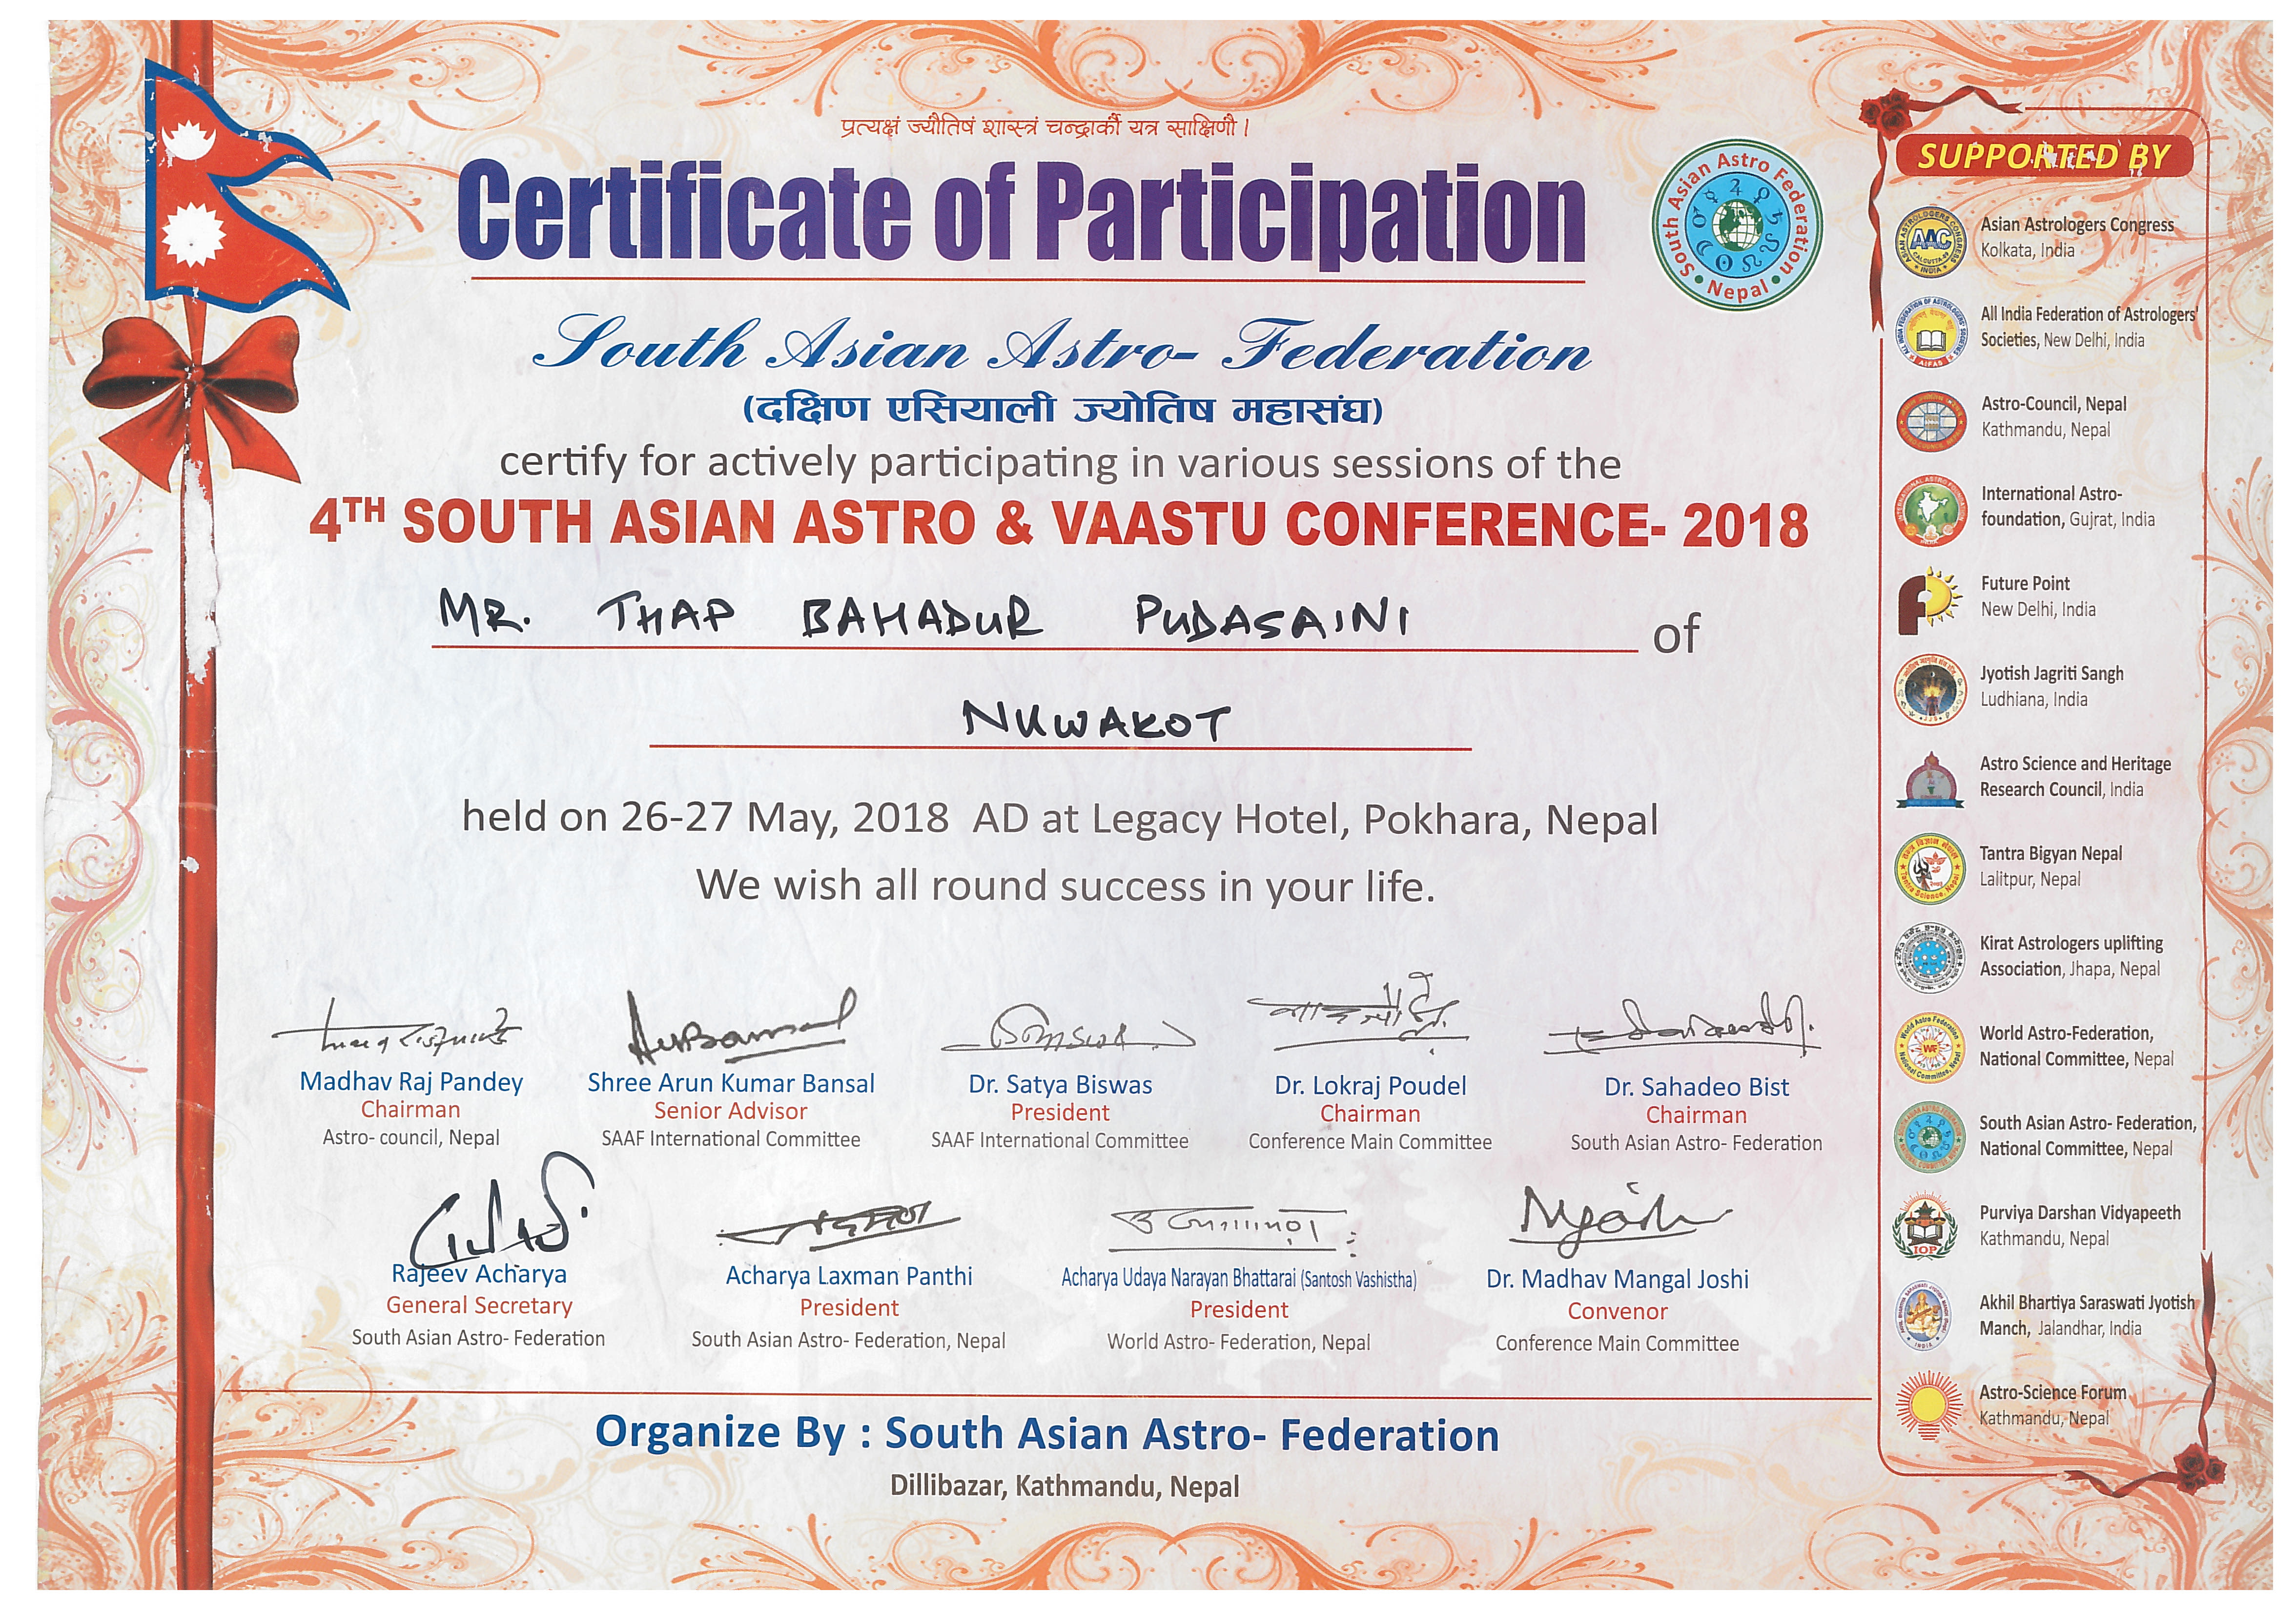 प्रत्यक्षं ज्यौतिषं शास्त्रं चन्द्रार्कौ यत्र साक्षिणौ ।
Certificate of Participation
South Asian Astro Federation
Nepal
South Asian Astro- Federation
(दक्षिण एसियाली ज्योतिष महासंघ)
certify for actively participating in various sessions of the
4TH SOUTH ASIAN ASTRO & VAASTU CONFERENCE- 2018
MR. THAP BAHADUR PUDASAINI of
NUWAKOT
held on 26-27 May, 2018 AD at Legacy Hotel, Pokhara, Nepal
We wish all round success in your life.
Madhav Raj Pandey
Chairman
Astro- council, Nepal
Shree Arun Kumar Bansal
Senior Advisor
SAAF International Committee
Dr. Satya Biswas
President
SAAF International Committee
Dr. Lokraj Poudel
Chairman
Conference Main Committee
Dr. Sahadeo Bist
Chairman
South Asian Astro- Federation
Rajeev Acharya
General Secretary
South Asian Astro- Federation
Acharya Laxman Panthi
President
South Asian Astro- Federation, Nepal
Acharya Udaya Narayan Bhattarai (Santosh Vashistha)
President
World Astro- Federation, Nepal
Dr. Madhav Mangal Joshi
Convenor
Conference Main Committee
Organize By : South Asian Astro- Federation
Dillibazar, Kathmandu, Nepal
SUPPORTED BY
Asian Astrologers Congress
Kolkata, India
All India Federation of Astrologers'
Societies, New Delhi, India
Astro-Council, Nepal
Kathmandu, Nepal
International Astro-
foundation, Gujrat, India
Future Point
New Delhi, India
Jyotish Jagriti Sangh
Ludhiana, India
Astro Science and Heritage
Research Council, India
Tantra Bigyan Nepal
Lalitpur, Nepal
Kirat Astrologers uplifting
Association, Jhapa, Nepal
World Astro-Federation,
National Committee, Nepal
South Asian Astro- Federation,
National Committee, Nepal
Purviya Darshan Vidyapeeth
Kathmandu, Nepal
Akhil Bhartiya Saraswati Jyotish
Manch, Jalandhar, India
Astro-Science Forum
Kathmandu, Nepal